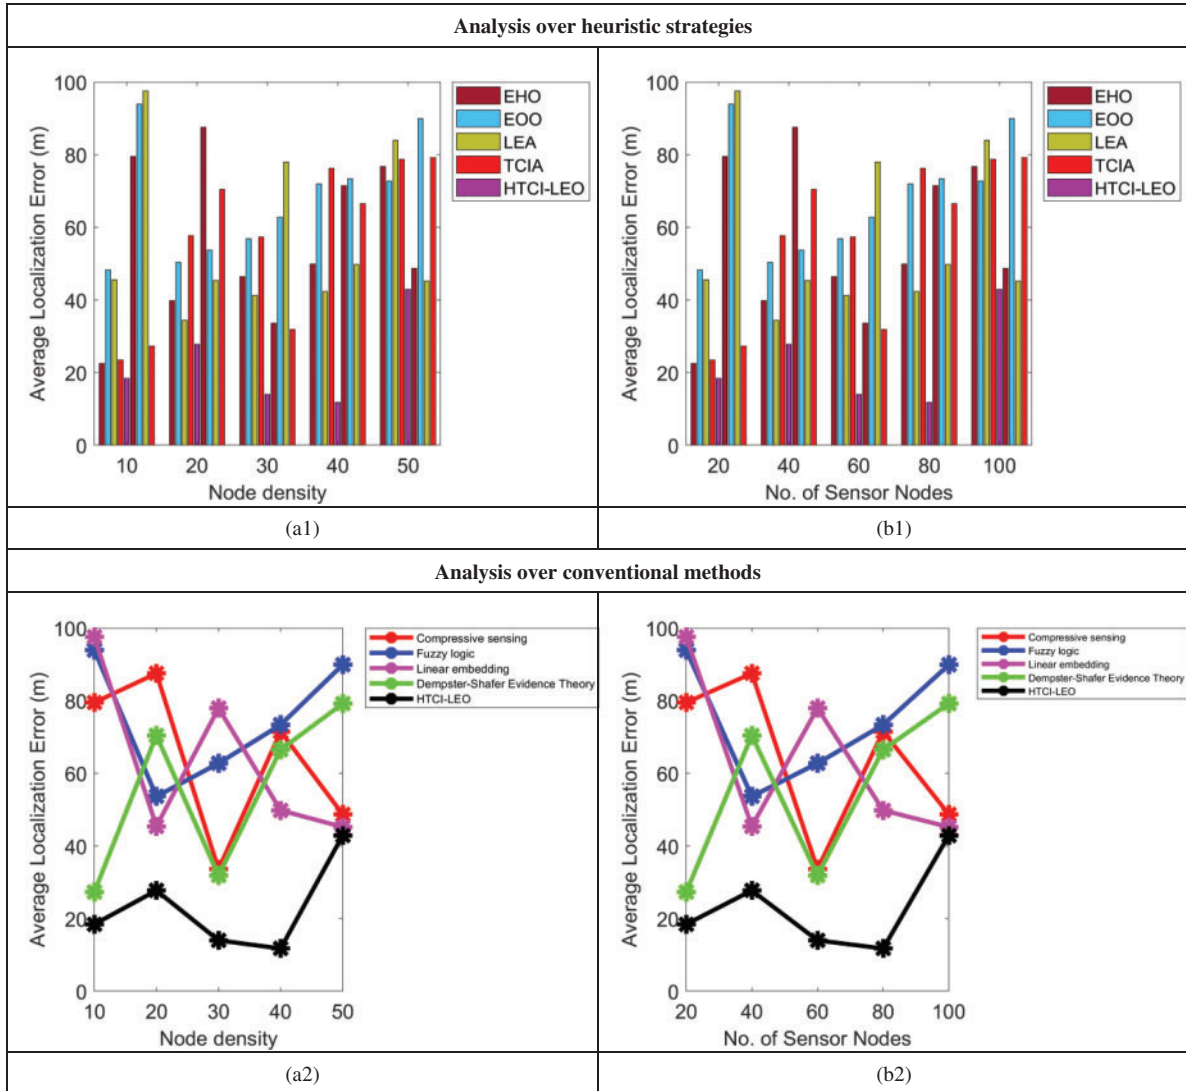 Analysis over heuristic strategies
Average Localization Error (m)
100
80
60
40
20
0
10 20 30 40 50
Node density
EHO
EOO
LEA
TCIA
HTCI-LEO
Average Localization Error (m)
100
80
60
40
20
0
20 40 60 80 100
No. of Sensor Nodes
EHO
EOO
LEA
TCIA
HTCI-LEO
(a1)
(b1)
Analysis over conventional methods
Average Localization Error (m)
100
80
60
40
20
0
10 20 30 40 50
Node density
Compressive sensing
Fuzzy logic
Linear embedding
Dempster-Shafer Evidence Theory
HTCI-LEO
Average Localization Error (m)
100
80
60
40
20
0
20 40 60 80 100
No. of Sensor Nodes
Compressive sensing
Fuzzy logic
Linear embedding
Dempster-Shafer Evidence Theory
HTCI-LEO
(a2)
(b2)